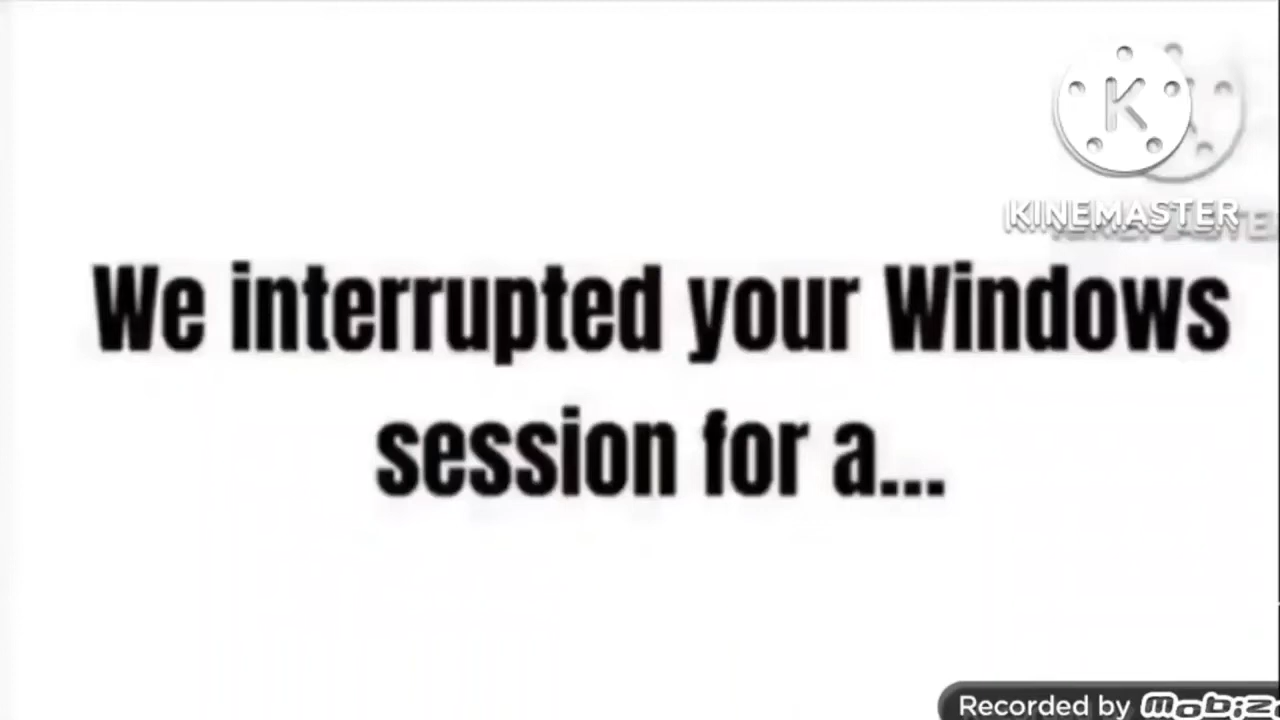 K
KINEMASTER
We interrupted your Windows
session for a...
Recorded by